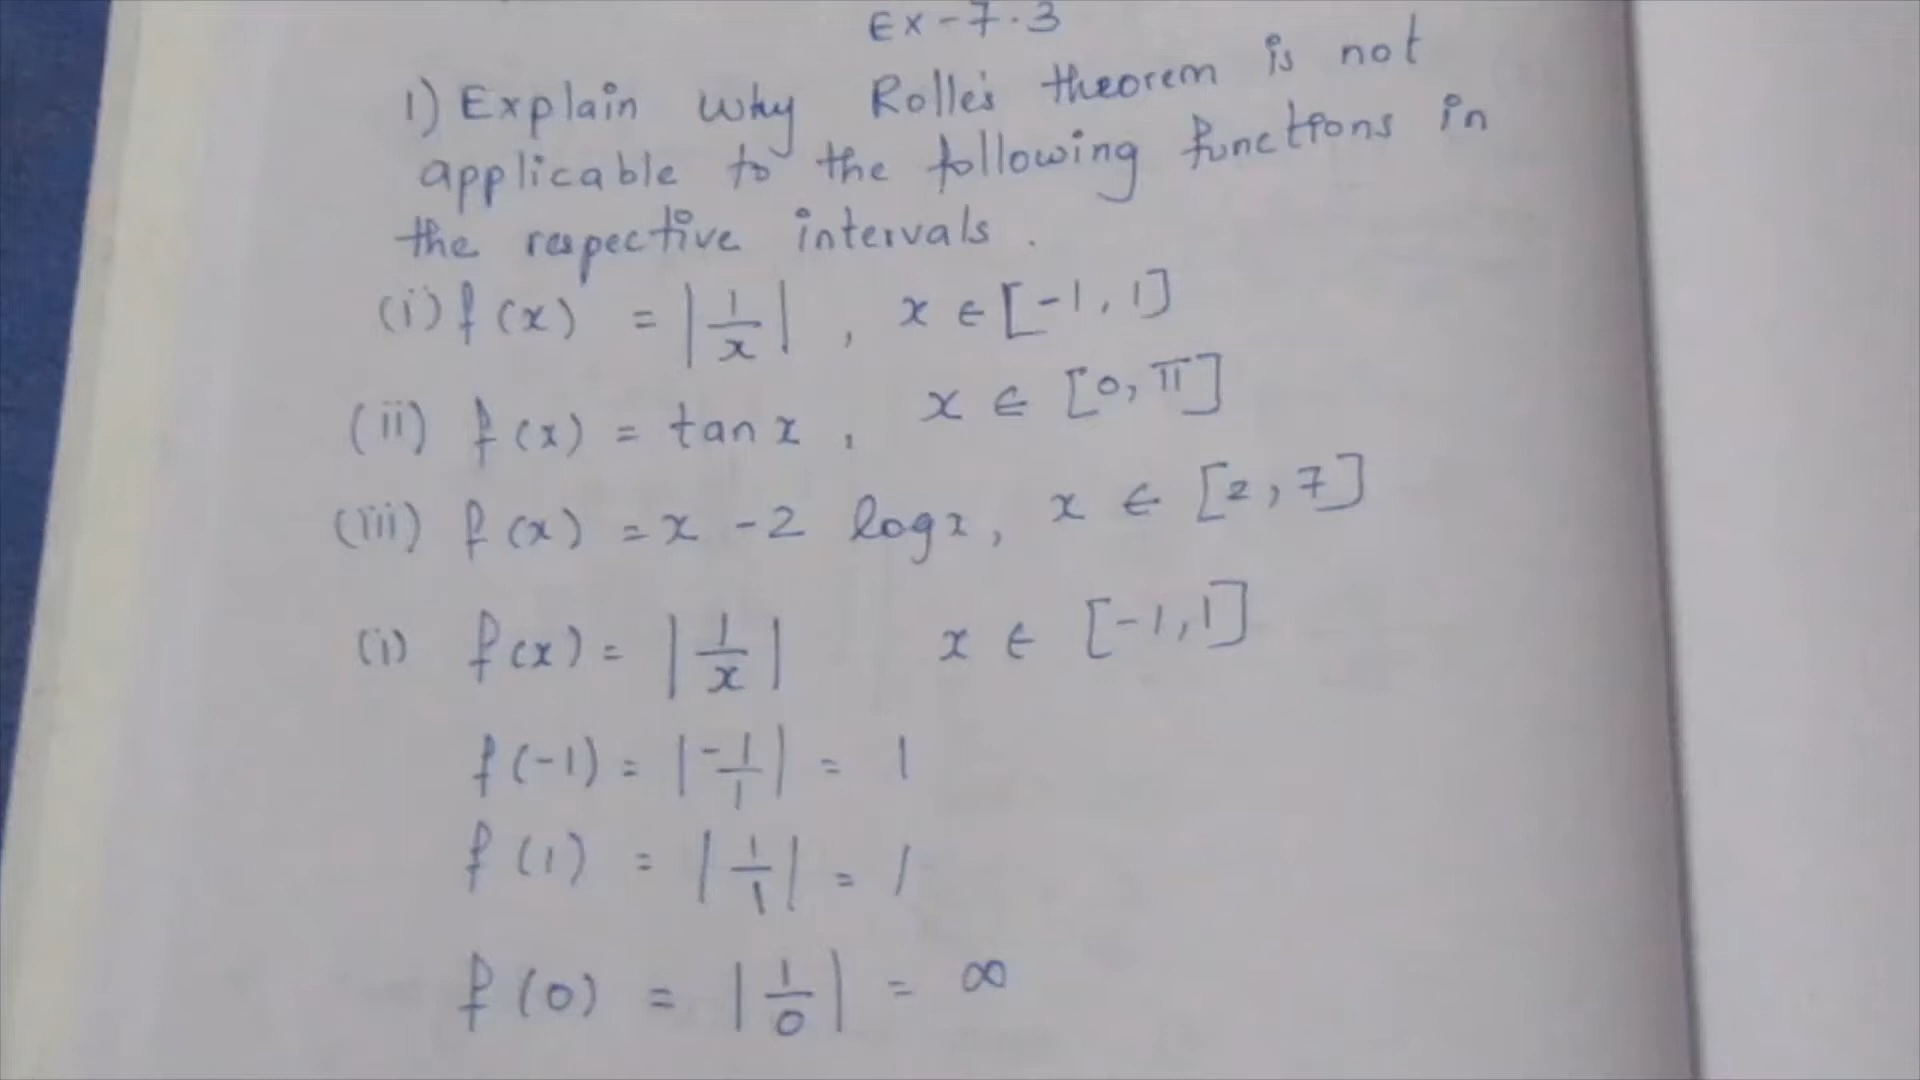 Ex-7.3
1) Explain why Rolle's theorem is not
applicable to the following functions in
the respective intervals.
(i) f(x) = |1/x|, x ∈ [-1, 1]
(ii) f(x) = tan x, x ∈ [0, π]
(iii) f(x) = x - 2 log x, x ∈ [2, 7]
(i) f(x) = |1/x| x ∈ [-1, 1]
f(-1) = |-1/1| = 1
f(1) = |1/1| = 1
f(0) = |1/0| = ∞